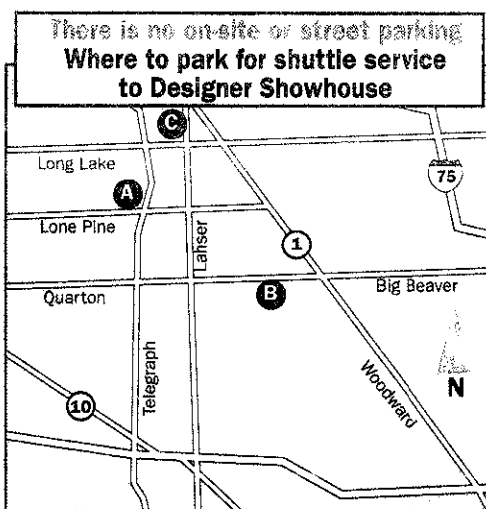 There is no on-site or street parking
Where to park for shuttle service
to Designer Showhouse
C
Long Lake
75
A
Lone Pine
Lahser
1
Quarton
B
Big Beaver
Telegraph
Woodward
N
10